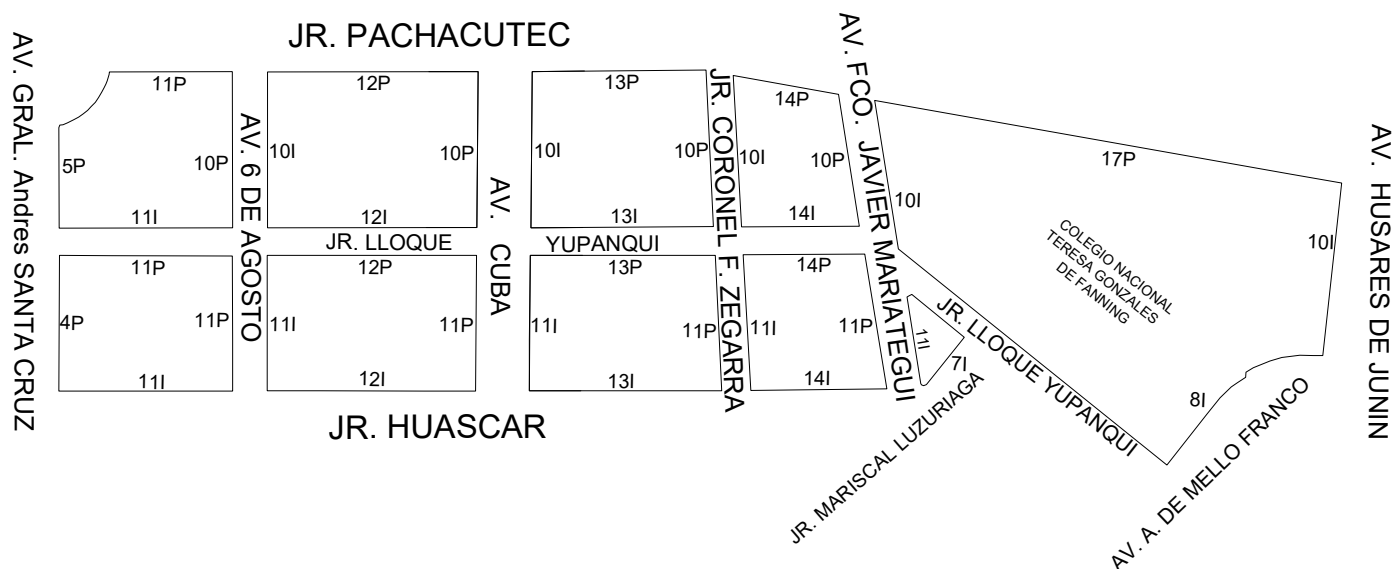 JR. PACHACUTEC
AV. GRAL. Andres SANTA CRUZ
AV. FCO. JAVIER MARIATEGUI
AV. HUSARES DE JUNIN
11P
12P
13P
14P
JR. CORONEL F. ZEGARRA
AV. 6 DE AGOSTO
5P
10P
10I
10P
10I
10P
10I
10P
17P
AV. CUBA
10I
10I
11I
12I
13I
14I
COLEGIO NACIONAL
TERESA GONZALES
DE FANNING
JR. LLOQUE YUPANQUI
11P
12P
13P
14P
4P
11P
11I
11P
11I
11P
11I
11P
11I
JR. LLOQUE YUPANQUI
7I
11I
12I
13I
14I
8I
JR. HUASCAR
JR. MARISCAL LUZURIAGA
AV. A. DE MELLO FRANCO